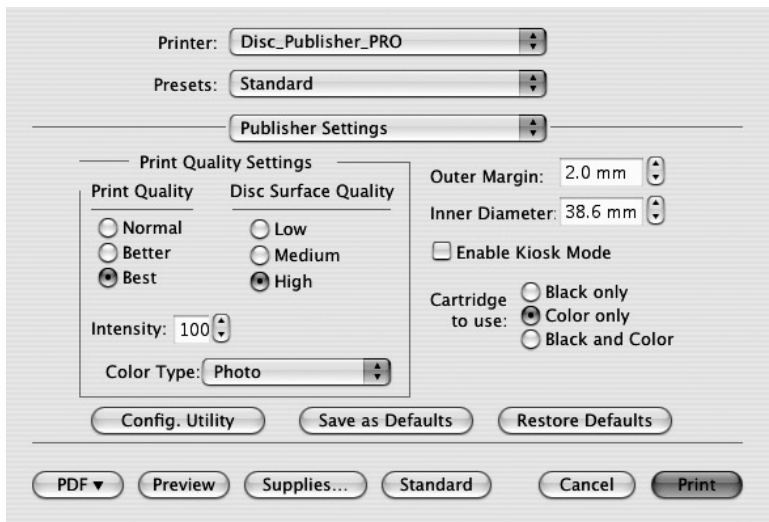 Printer: Disc_Publisher_PRO
Presets: Standard
Publisher Settings
Print Quality Settings
Print Quality Disc Surface Quality
Normal Low
Better Medium
Best High
Intensity: 100
Color Type: Photo
Outer Margin: 2.0 mm
Inner Diameter: 38.6 mm
Enable Kiosk Mode
Cartridge to use:
Black only
Color only
Black and Color
Config. Utility Save as Defaults Restore Defaults
PDF ▼ Preview Supplies... Standard Cancel Print